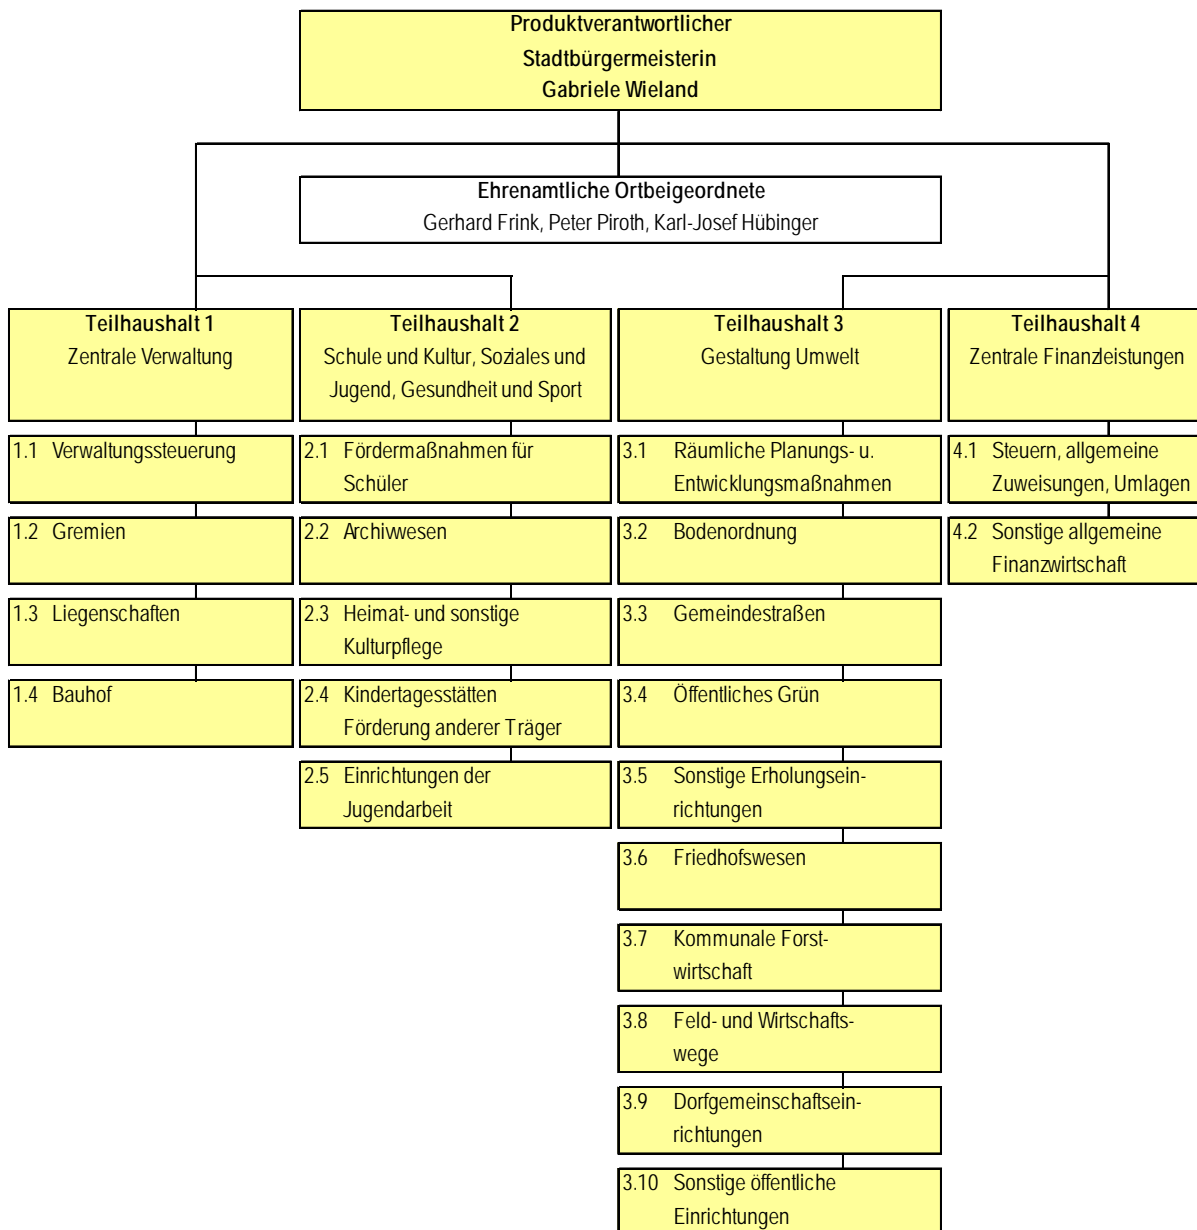 Produktverantwortlicher
Stadtbürgermeisterin
Gabriele Wieland
Ehrenamtliche Ortbeigeordnete
Gerhard Frink, Peter Piroth, Karl-Josef Hübinger
Teilhaushalt 1
Zentrale Verwaltung
1.1 Verwaltungssteuerung
1.2 Gremien
1.3 Liegenschaften
1.4 Bauhof
Teilhaushalt 2
Schule und Kultur, Soziales und
Jugend, Gesundheit und Sport
2.1 Fördermaßnahmen für
Schüler
2.2 Archivwesen
2.3 Heimat- und sonstige
Kulturpflege
2.4 Kindertagesstätten
Förderung anderer Träger
2.5 Einrichtungen der
Jugendarbeit
Teilhaushalt 3
Gestaltung Umwelt
3.1 Räumliche Planungs- u.
Entwicklungsmaßnahmen
3.2 Bodenordnung
3.3 Gemeindestraßen
3.4 Öffentliches Grün
3.5 Sonstige Erholungsein-
richtungen
3.6 Friedhofswesen
3.7 Kommunale Forst-
wirtschaft
3.8 Feld- und Wirtschafts-
wege
3.9 Dorfgemeinschaftsein-
richtungen
3.10 Sonstige öffentliche
Einrichtungen
Teilhaushalt 4
Zentrale Finanzleistungen
4.1 Steuern, allgemeine
Zuweisungen, Umlagen
4.2 Sonstige allgemeine
Finanzwirtschaft